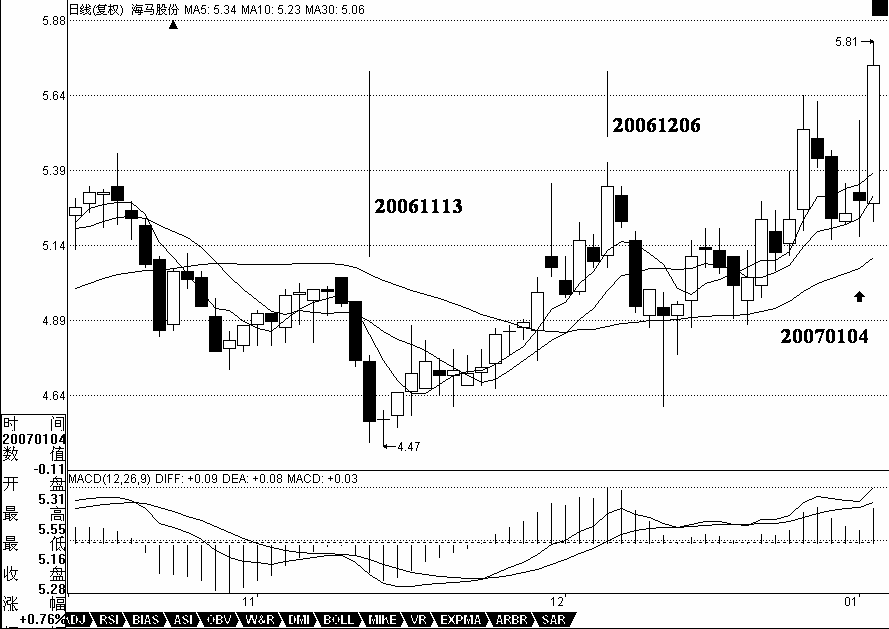 日线(复权) 海马股份 MA5: 5.34 MA10: 5.23 MA30: 5.06
5.88
5.81
5.64
20061206
5.39
20061113
5.14
4.89
20070104
4.64
4.47
时 间
20070104
数 值
-0.11
开 盘
5.31
最 高
5.55
最 低
5.16
收 盘
5.28
涨 幅
+0.76%
MACD(12,26,9) DIFF: +0.09 DEA: +0.08 MACD: +0.03
11 12 01
ADJ RSI BIAS ASI OBV W&R DMI BOLL MIKE VR EXPMA ARBR SAR